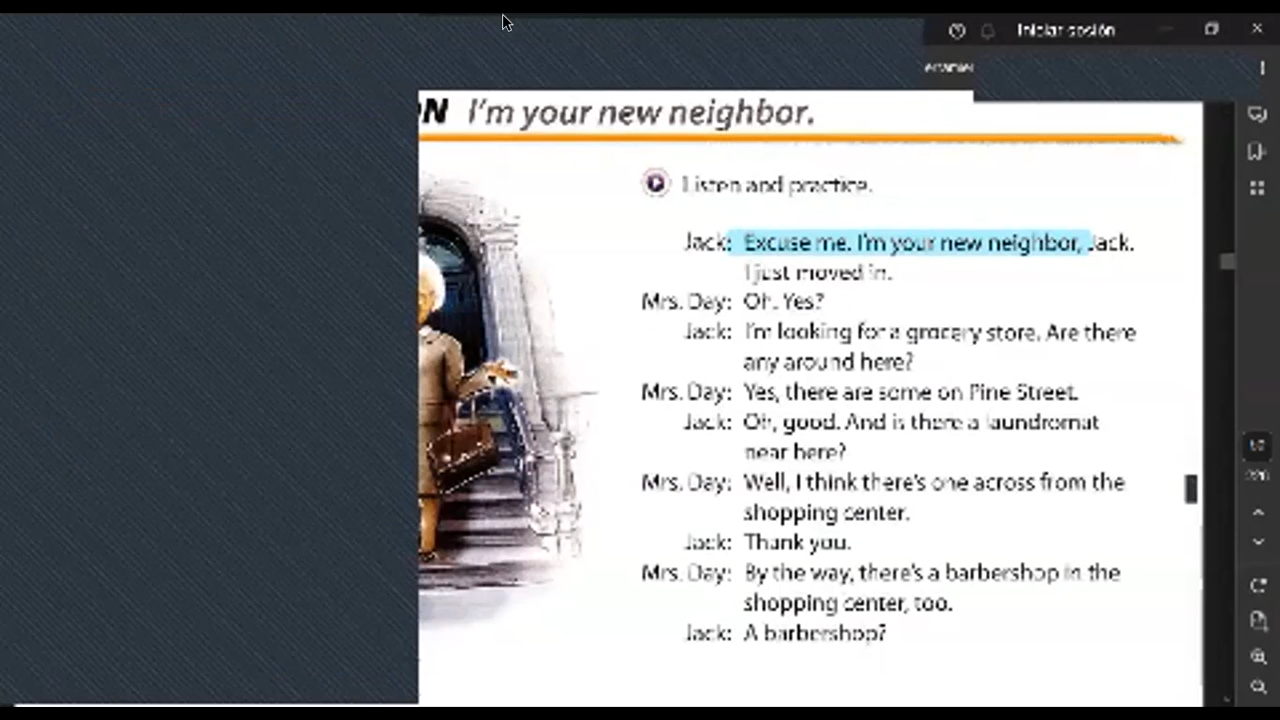 Iniciar sesión
ON I'm your new neighbor.
Listen and practice.
Jack: Excuse me. I'm your new neighbor, Jack.
I just moved in.
Mrs. Day: Oh. Yes?
Jack: I'm looking for a grocery store. Are there
any around here?
Mrs. Day: Yes, there are some on Pine Street.
Jack: Oh, good. And is there a laundromat
near here?
Mrs. Day: Well, I think there's one across from the
shopping center.
Jack: Thank you.
Mrs. Day: By the way, there's a barbershop in the
shopping center, too.
Jack: A barbershop?